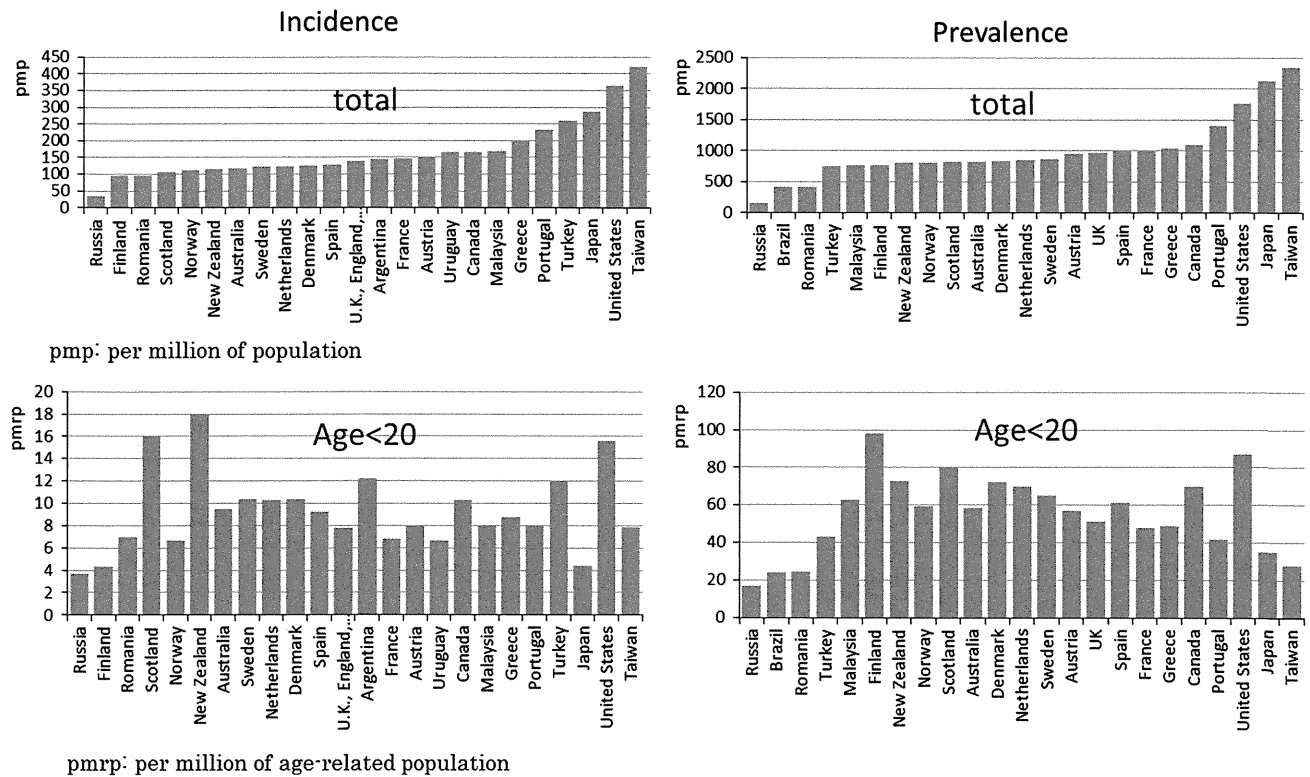 Incidence
pmp
450
400
350
300
250
200
150
100
50
0
total
Russia
Finland
Romania
Scotland
Norway
New Zealand
Australia
Sweden
Netherlands
Denmark
Spain
U.K., England,...
Argentina
France
Austria
Uruguay
Canada
Malaysia
Greece
Portugal
Turkey
Japan
United States
Taiwan
Prevalence
pmp
2500
2000
1500
1000
500
0
total
Russia
Brazil
Romania
Turkey
Malaysia
Finland
New Zealand
Norway
Scotland
Australia
Denmark
Netherlands
Sweden
Austria
UK
Spain
France
Greece
Canada
Portugal
United States
Japan
Taiwan
pmp: per million of population
pmrp
20
18
16
14
12
10
8
6
4
2
0
Age<20
Russia
Finland
Romania
Scotland
Norway
New Zealand
Australia
Sweden
Netherlands
Denmark
Spain
U.K., England,...
Argentina
France
Austria
Uruguay
Canada
Malaysia
Greece
Portugal
Turkey
Japan
United States
Taiwan
pmrp
120
100
80
60
40
20
0
Age<20
Russia
Brazil
Romania
Turkey
Malaysia
Finland
New Zealand
Norway
Scotland
Australia
Denmark
Netherlands
Sweden
Austria
UK
Spain
France
Greece
Canada
Portugal
United States
Japan
Taiwan
pmrp: per million of age-related population